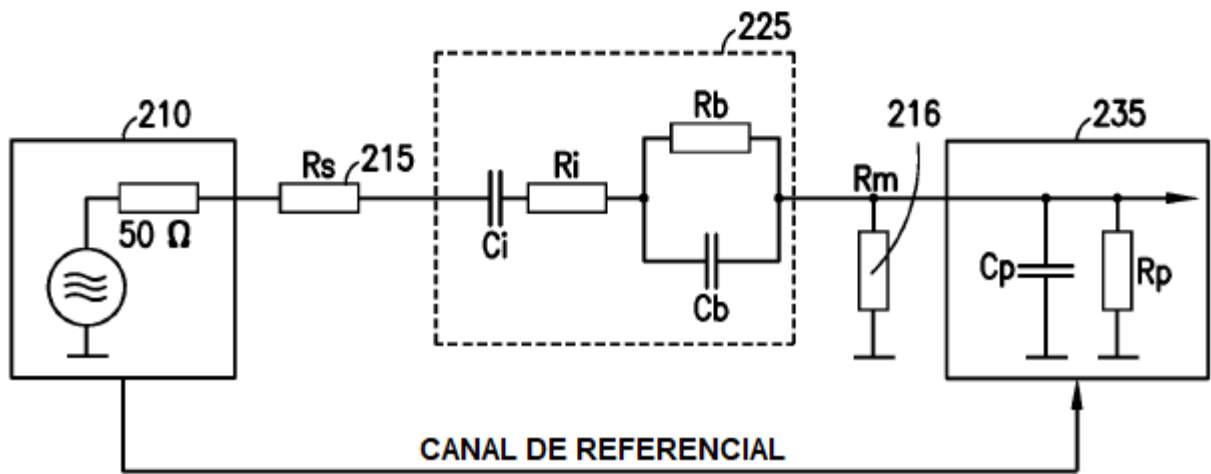 225
210
Rb
216
235
Rs
215
Ri
Rm
50 Ω
Ci
Cp
Rp
Cb
CANAL DE REFERENCIAL